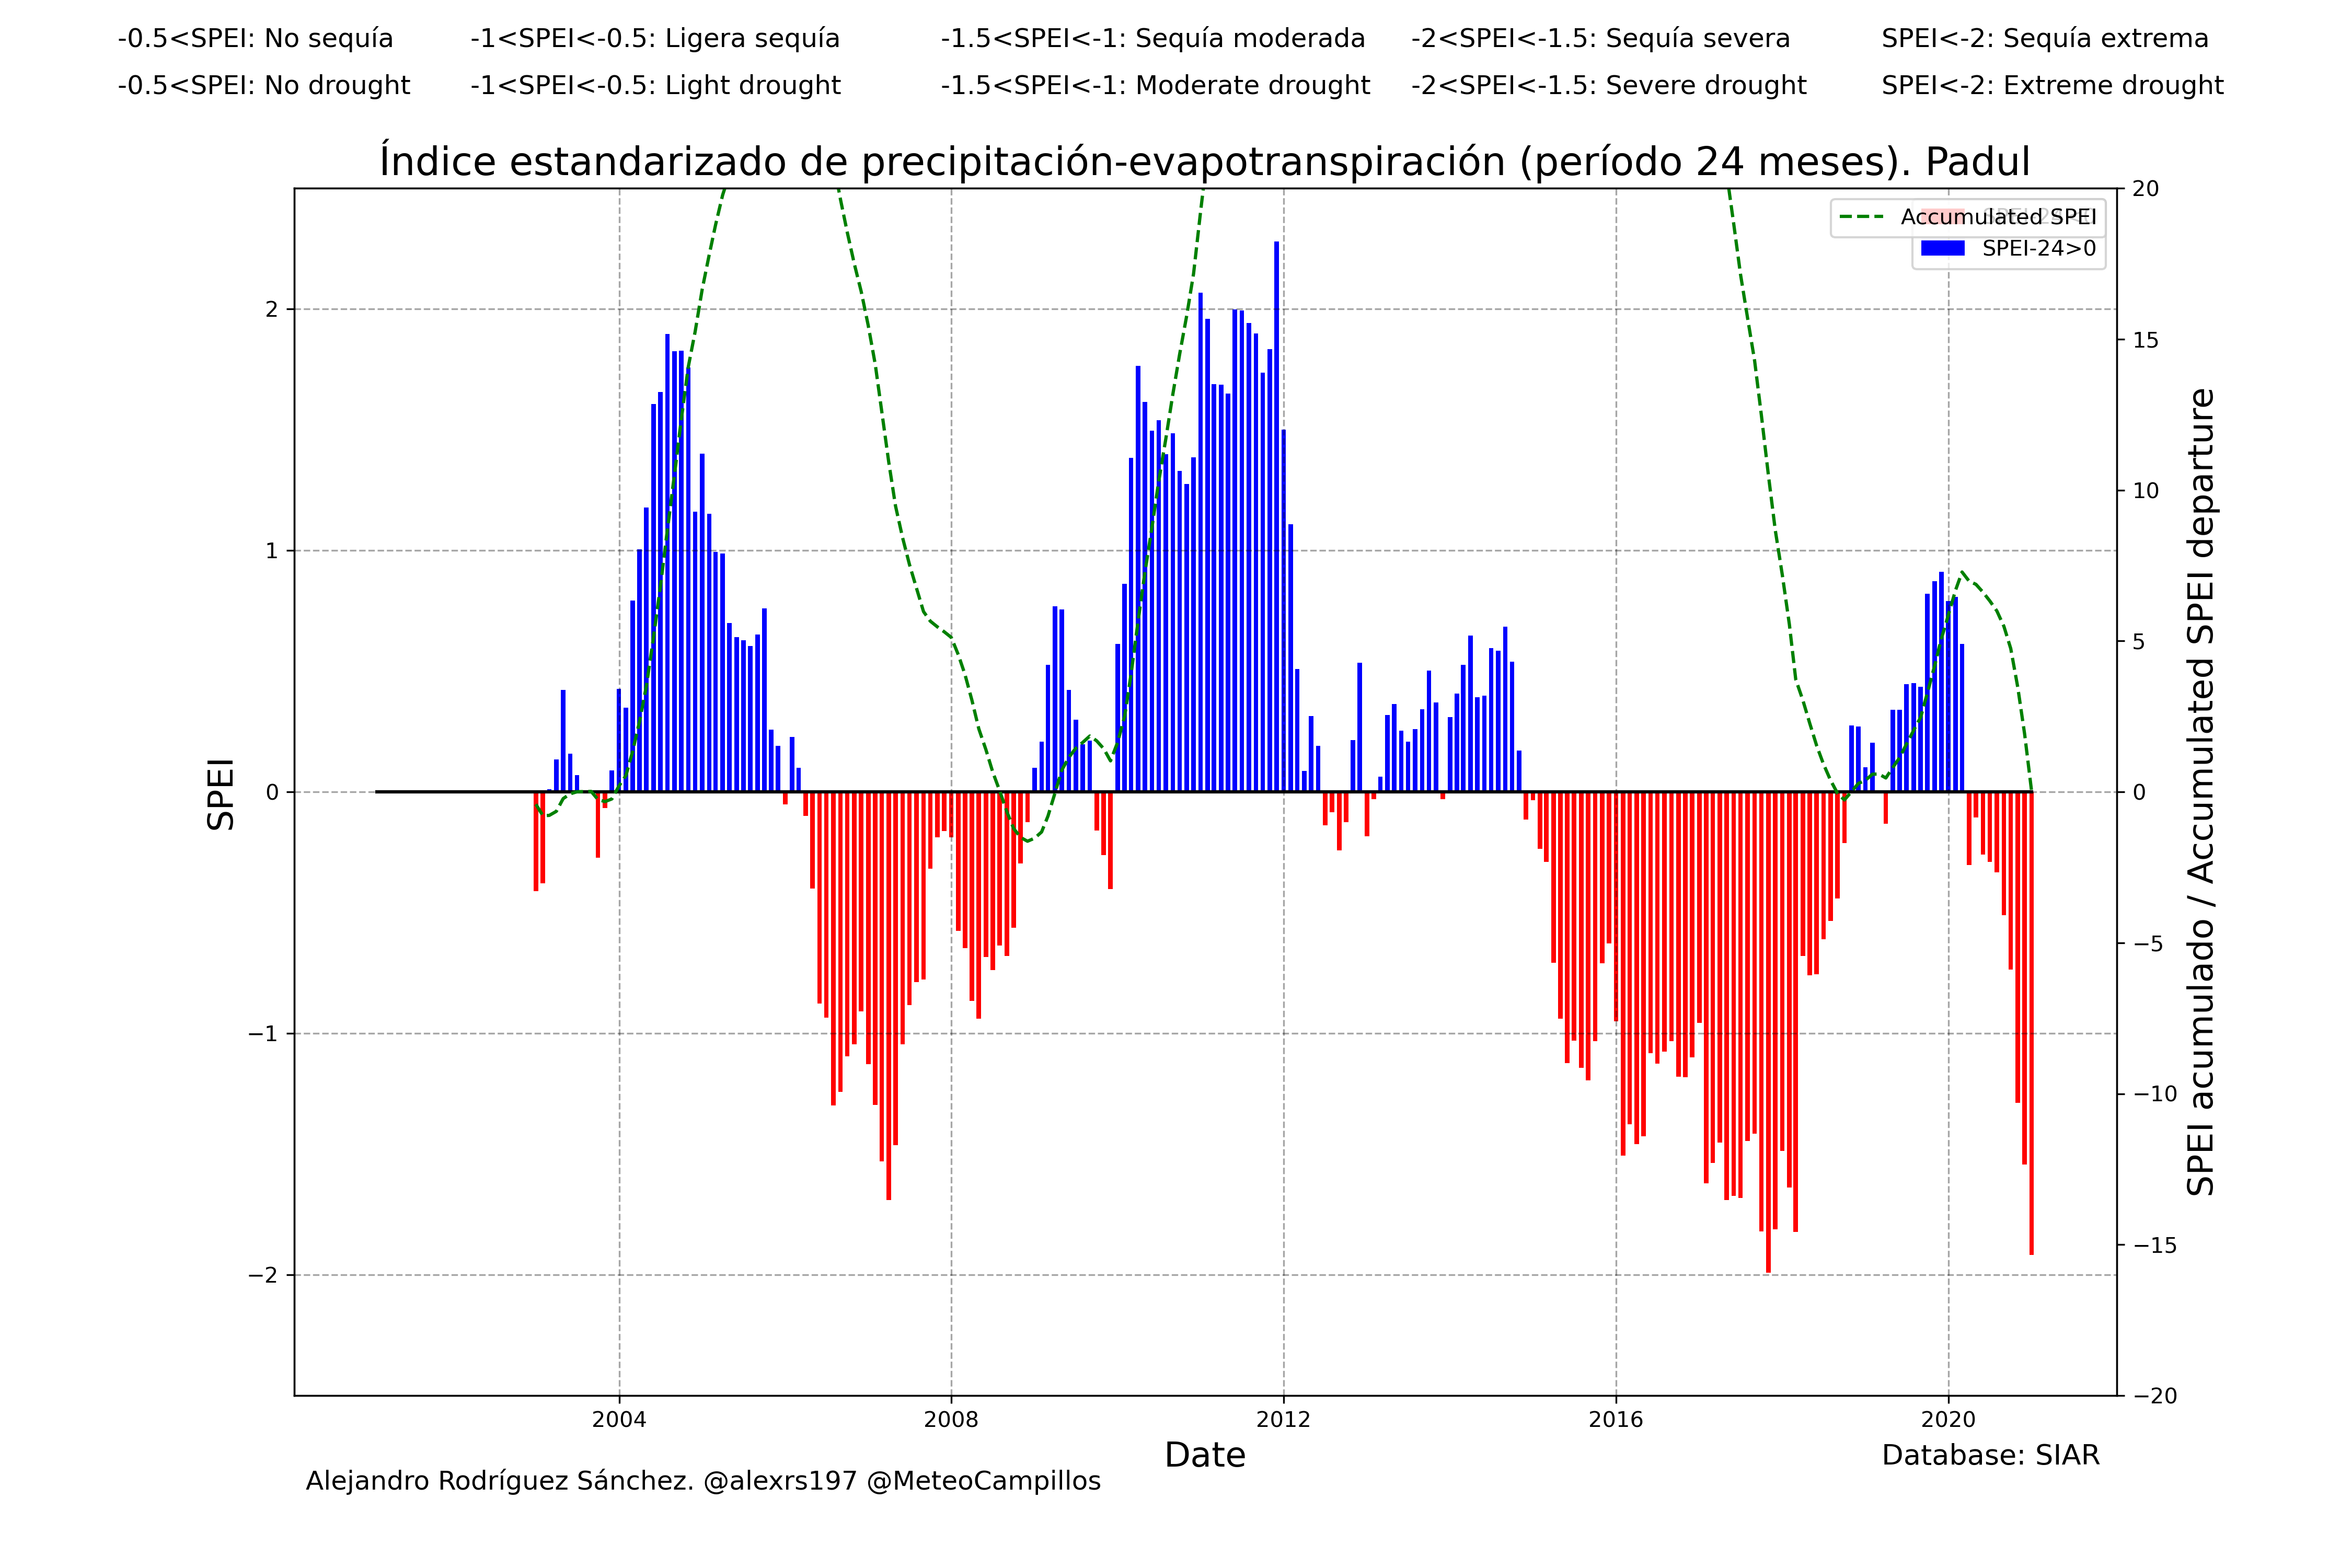 -0.5<SPEI: No sequía -1<SPEI<-0.5: Ligera sequía -1.5<SPEI<-1: Sequía moderada -2<SPEI<-1.5: Sequía severa SPEI<-2: Sequía extrema
-0.5<SPEI: No drought -1<SPEI<-0.5: Light drought -1.5<SPEI<-1: Moderate drought -2<SPEI<-1.5: Severe drought SPEI<-2: Extreme drought
Índice estandarizado de precipitación-evapotranspiración (período 24 meses). Padul
Accumulated SPEI
SPEI-24>0
SPEI
2
1
0
−1
−2
20
15
10
5
0
−5
−10
−15
−20
SPEI acumulado / Accumulated SPEI departure
2004 2008 2012 2016 2020
Date
Database: SIAR
Alejandro Rodríguez Sánchez. @alexrs197 @MeteoCampillos